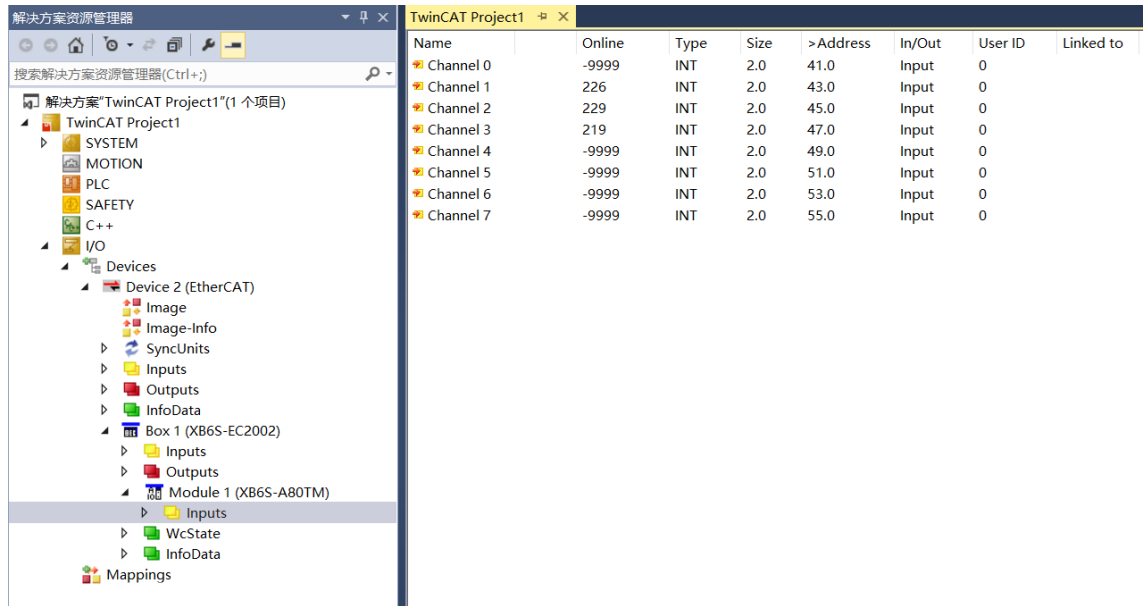 解决方案资源管理器
搜索解决方案资源管理器(Ctrl+;)
解决方案"TwinCAT Project1"(1 个项目)
TwinCAT Project1
SYSTEM
MOTION
PLC
SAFETY
C++
I/O
Devices
Device 2 (EtherCAT)
Image
Image-Info
SyncUnits
Inputs
Outputs
InfoData
Box 1 (XB6S-EC2002)
Inputs
Outputs
Module 1 (XB6S-A80TM)
Inputs
WcState
InfoData
Mappings
TwinCAT Project1
Name Online Type Size >Address In/Out User ID Linked to
Channel 0 -9999 INT 2.0 41.0 Input 0
Channel 1 226 INT 2.0 43.0 Input 0
Channel 2 229 INT 2.0 45.0 Input 0
Channel 3 219 INT 2.0 47.0 Input 0
Channel 4 -9999 INT 2.0 49.0 Input 0
Channel 5 -9999 INT 2.0 51.0 Input 0
Channel 6 -9999 INT 2.0 53.0 Input 0
Channel 7 -9999 INT 2.0 55.0 Input 0